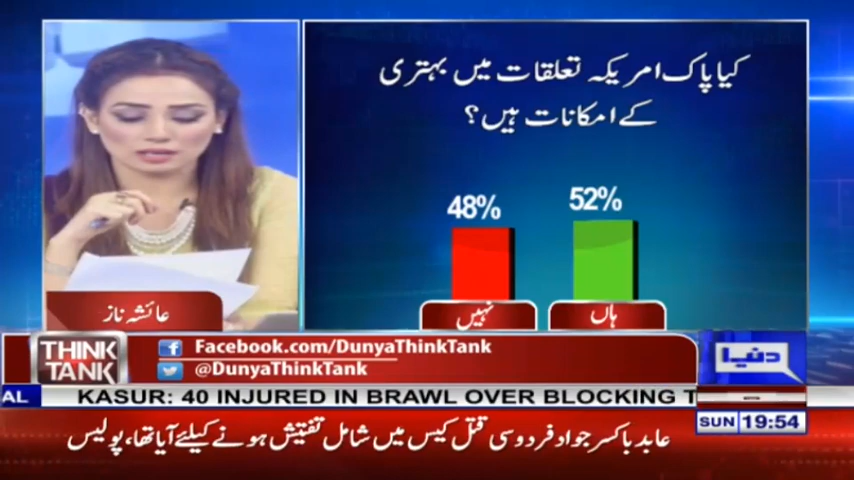 کیا پاک امریکہ تعلقات میں بہتری
کے امکانات ہیں؟
48%
52%
نہیں
ہاں
عائشہ ناز
THINK
TANK
Facebook.com/DunyaThinkTank
@DunyaThinkTank
دنیا
AL
KASUR: 40 INJURED IN BRAWL OVER BLOCKING T
SUN 19:54
عابد باکسر جواد فردوسی قتل کیس میں شامل تفتیش ہونے کیلئے آیا تھا، پولیس